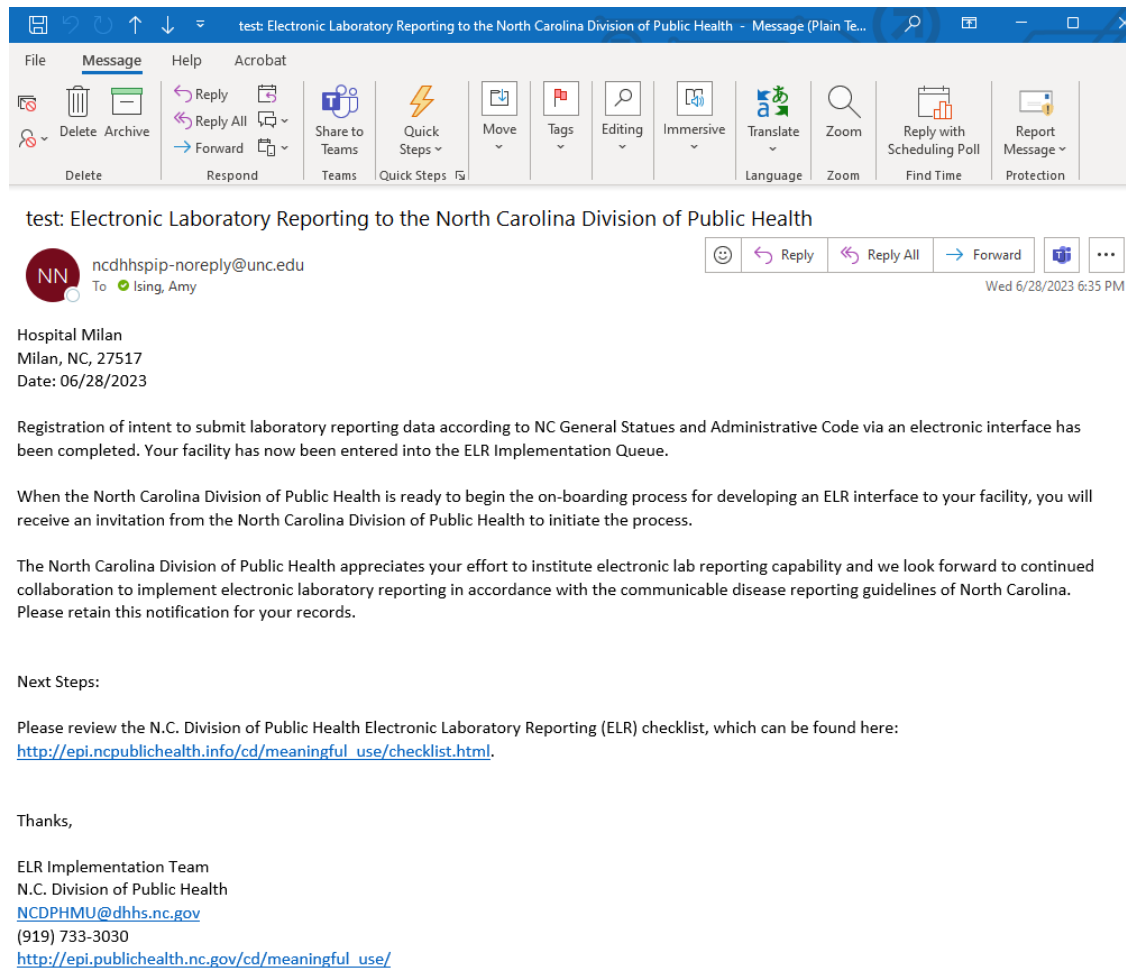 test: Electronic Laboratory Reporting to the North Carolina Division of Public Health - Message (Plain Te...
File Message Help Acrobat
Delete Archive
Reply
Reply All
Forward
Share to
Teams
Quick
Steps
Move
Tags
Editing
Immersive
Translate
Zoom
Reply with
Scheduling Poll
Report
Message
Delete Respond Teams Quick Steps Language Zoom Find Time Protection
test: Electronic Laboratory Reporting to the North Carolina Division of Public Health
NN
ncdhhspip-noreply@unc.edu
To Ising, Amy
Reply Reply All Forward
Wed 6/28/2023 6:35 PM
Hospital Milan
Milan, NC, 27517
Date: 06/28/2023
Registration of intent to submit laboratory reporting data according to NC General Statues and Administrative Code via an electronic interface has
been completed. Your facility has now been entered into the ELR Implementation Queue.
When the North Carolina Division of Public Health is ready to begin the on-boarding process for developing an ELR interface to your facility, you will
receive an invitation from the North Carolina Division of Public Health to initiate the process.
The North Carolina Division of Public Health appreciates your effort to institute electronic lab reporting capability and we look forward to continued
collaboration to implement electronic laboratory reporting in accordance with the communicable disease reporting guidelines of North Carolina.
Please retain this notification for your records.
Next Steps:
Please review the N.C. Division of Public Health Electronic Laboratory Reporting (ELR) checklist, which can be found here:
http://epi.ncpublichealth.info/cd/meaningful_use/checklist.html.
Thanks,
ELR Implementation Team
N.C. Division of Public Health
NCDPHMU@dhhs.nc.gov
(919) 733-3030
http://epi.publichealth.nc.gov/cd/meaningful_use/